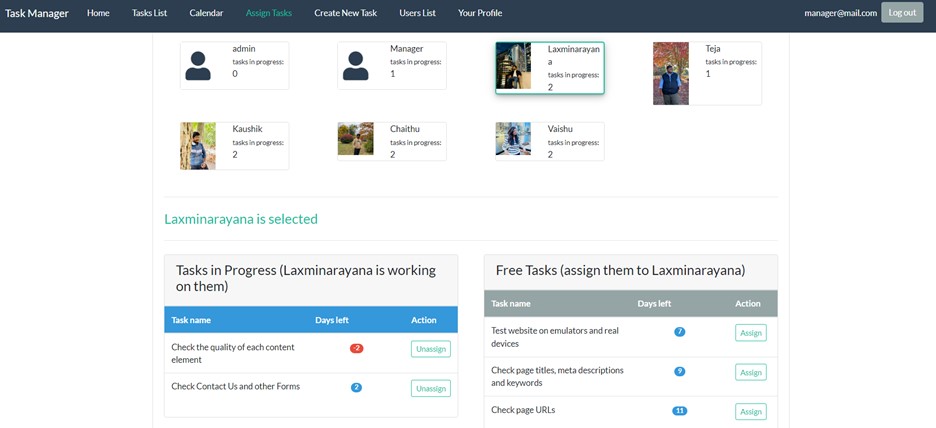 Task Manager Home Tasks List Calendar Assign Tasks Create New Task Users List Your Profile manager@mail.com Log out
admin
tasks in progress:
0
Manager
tasks in progress:
1
Laxminarayan
a
tasks in progress:
2
Teja
tasks in progress:
1
Kaushik
tasks in progress:
2
Chaithu
tasks in progress:
2
Vaishu
tasks in progress:
2
Laxminarayana is selected
Tasks in Progress (Laxminarayana is working
on them)
Task name Days left Action
Check the quality of each content
element
-2 Unassign
Check Contact Us and other Forms 2 Unassign
Free Tasks (assign them to Laxminarayana)
Task name Days left Action
Test website on emulators and real
devices
7 Assign
Check page titles, meta descriptions
and keywords
9 Assign
Check page URLs 11 Assign